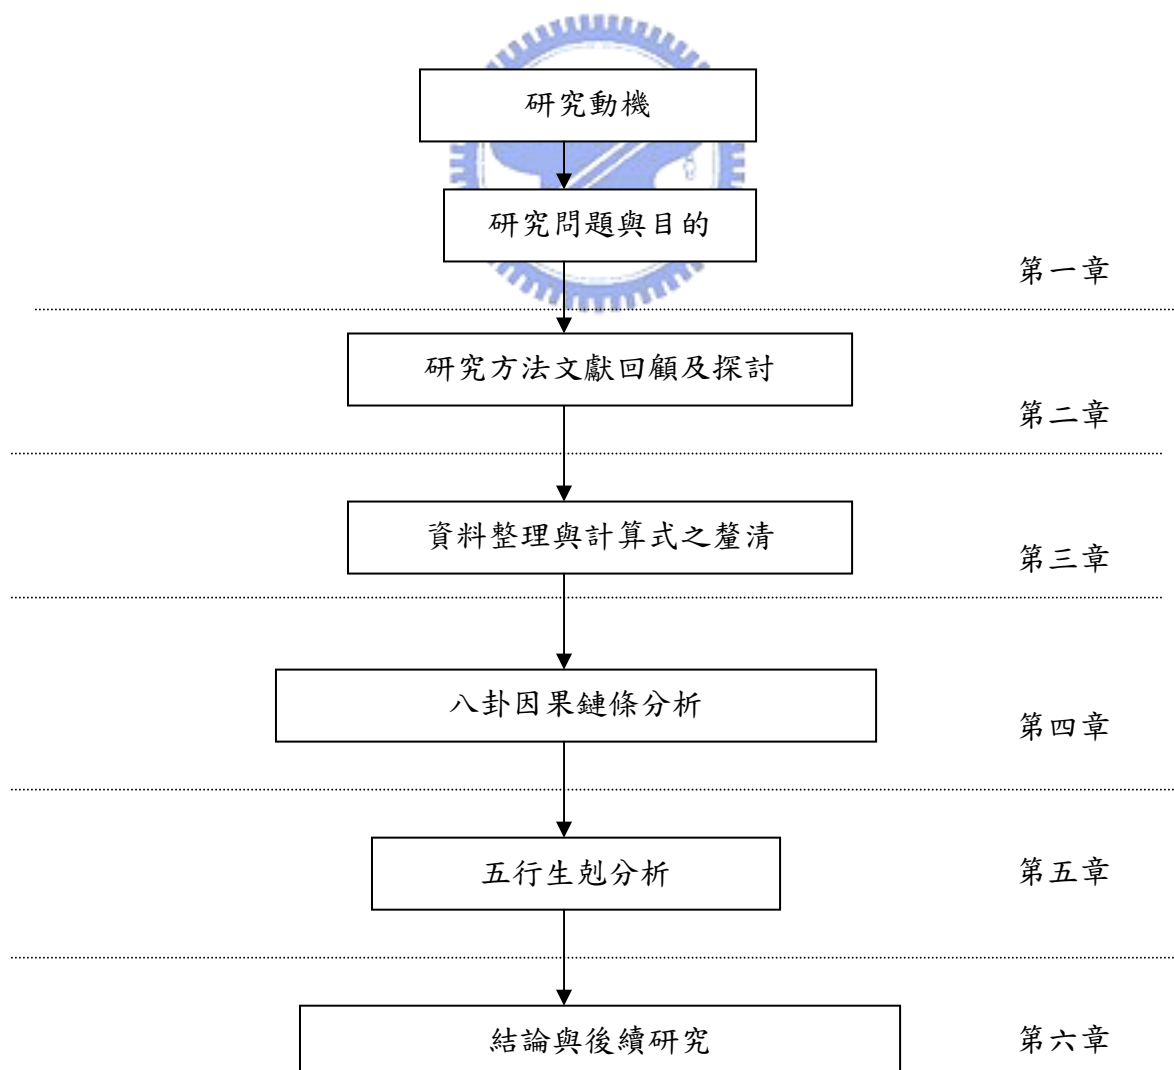 研究動機
研究問題與目的
第一章
研究方法文獻回顧及探討
第二章
資料整理與計算式之釐清
第三章
八卦因果鏈條分析
第四章
五行生剋分析
第五章
結論與後續研究
第六章